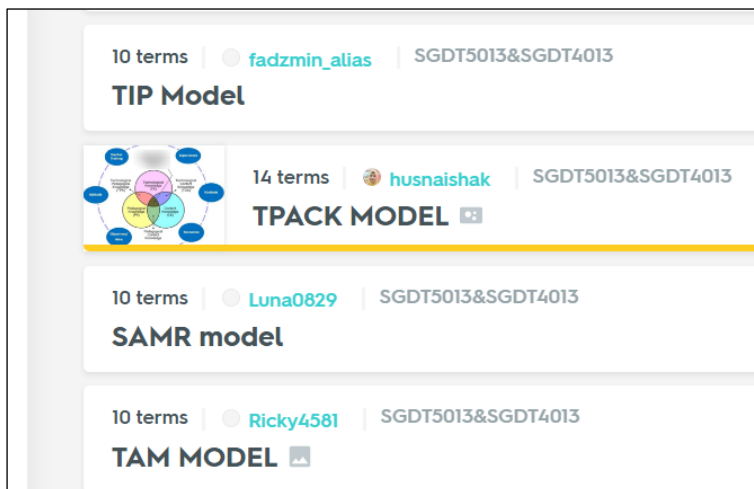 10 terms fadzmin_alias SGDT5013&SGDT4013
TIP Model
14 terms husnaishak SGDT5013&SGDT4013
TPACK MODEL
10 terms Luna0829 SGDT5013&SGDT4013
SAMR model
10 terms Ricky4581 SGDT5013&SGDT4013
TAM MODEL